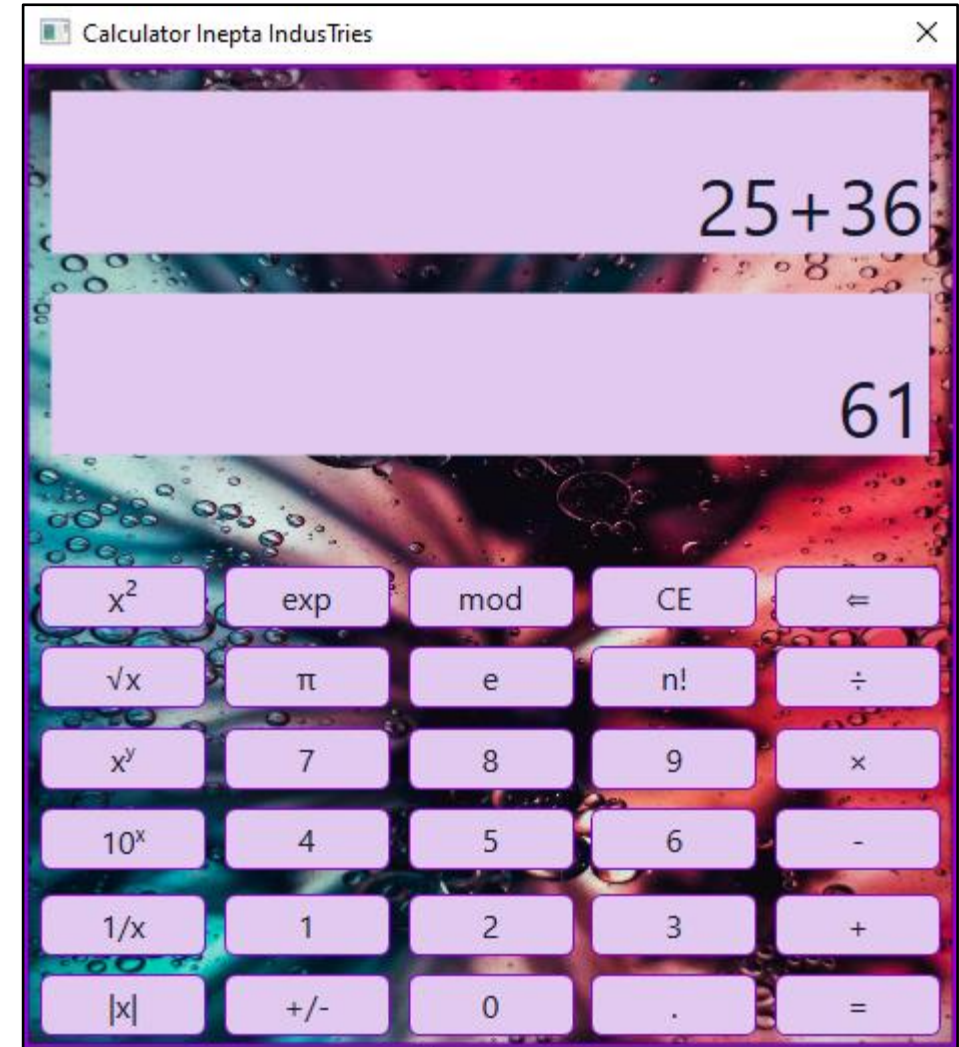 Calculator Inepta IndusTries
25+36
61
x² exp mod CE ⇐
√x π e n! ÷
xʸ 7 8 9 ×
10ˣ 4 5 6 -
1/x 1 2 3 +
|x| +/- 0 . =